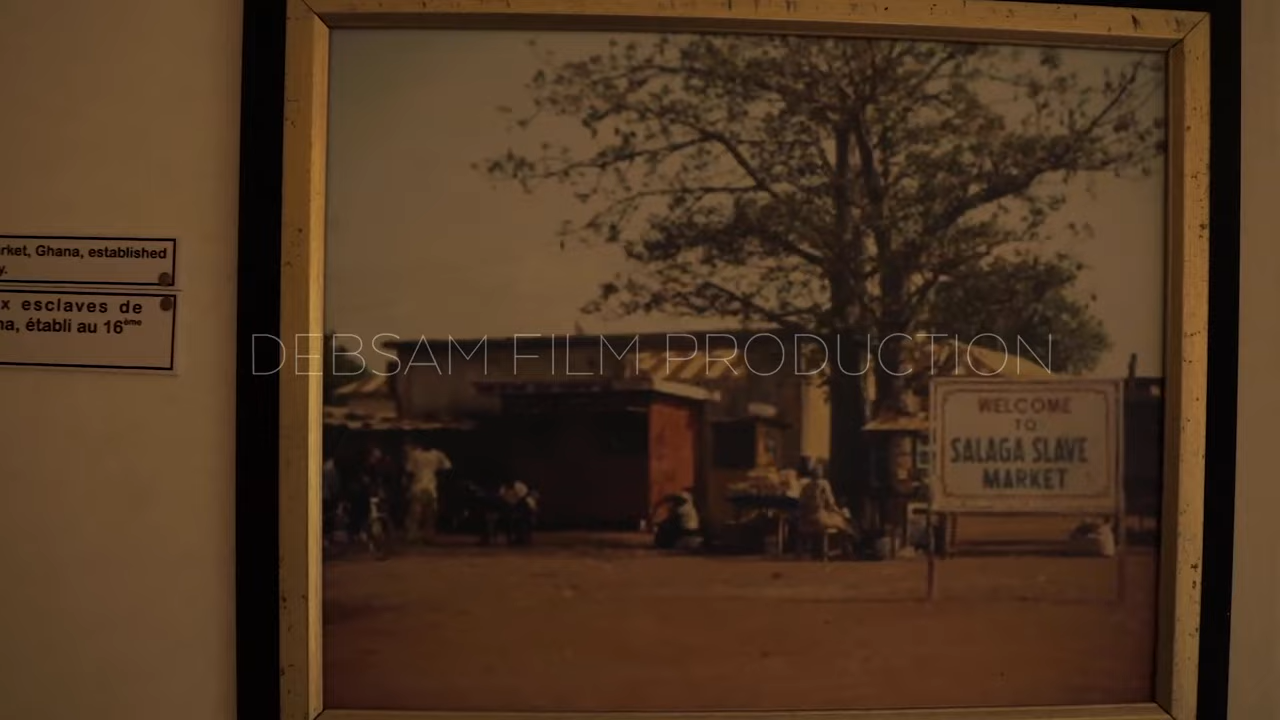 rket, Ghana, established
y.
x esclaves de
na, établi au 16ème
DEBSAM FILM PRODUCTION
WELCOME
TO
SALAGA SLAVE
MARKET